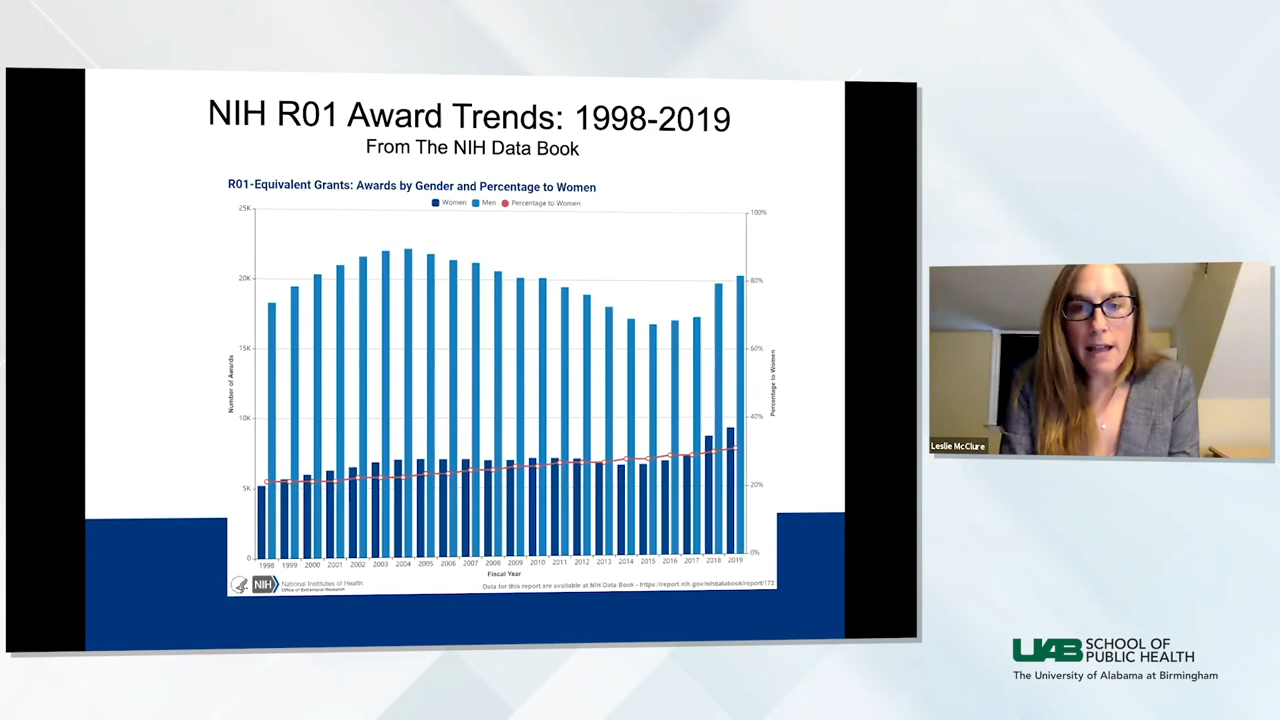 NIH R01 Award Trends: 1998-2019
From The NIH Data Book
R01-Equivalent Grants: Awards by Gender and Percentage to Women
Women Men Percentage to Women
25K
20K
15K
10K
5K
0
Number of Awards
100%
80%
60%
40%
20%
0%
Percentage to Women
1998 1999 2000 2001 2002 2003 2004 2005 2006 2007 2008 2009 2010 2011 2012 2013 2014 2015 2016 2017 2018 2019
Fiscal Year
NIH National Institutes of Health
Office of Extramural Research
Data for this report are available at NIH Data Book - https://report.nih.gov/nihdatabook/report/172
Leslie McClure
UAB SCHOOL OF
PUBLIC HEALTH
The University of Alabama at Birmingham